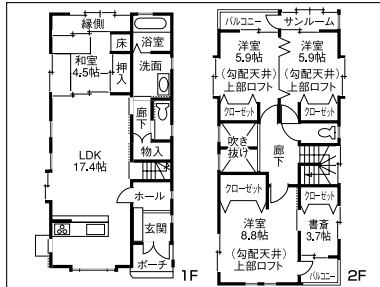 縁側
床
浴室
和室
4.5帖
押入
洗面
廊下
物入
LDK
17.4帖
ホール
玄関
ポーチ
1F
バルコニー
サンルーム
洋室
5.9帖
(勾配天井)
上部ロフト
クローゼット
洋室
5.9帖
(勾配天井)
上部ロフト
クローゼット
吹き
抜け
廊下
クローゼット
洋室
8.8帖
(勾配天井)
上部ロフト
書斎
3.7帖
バルコニー
2F